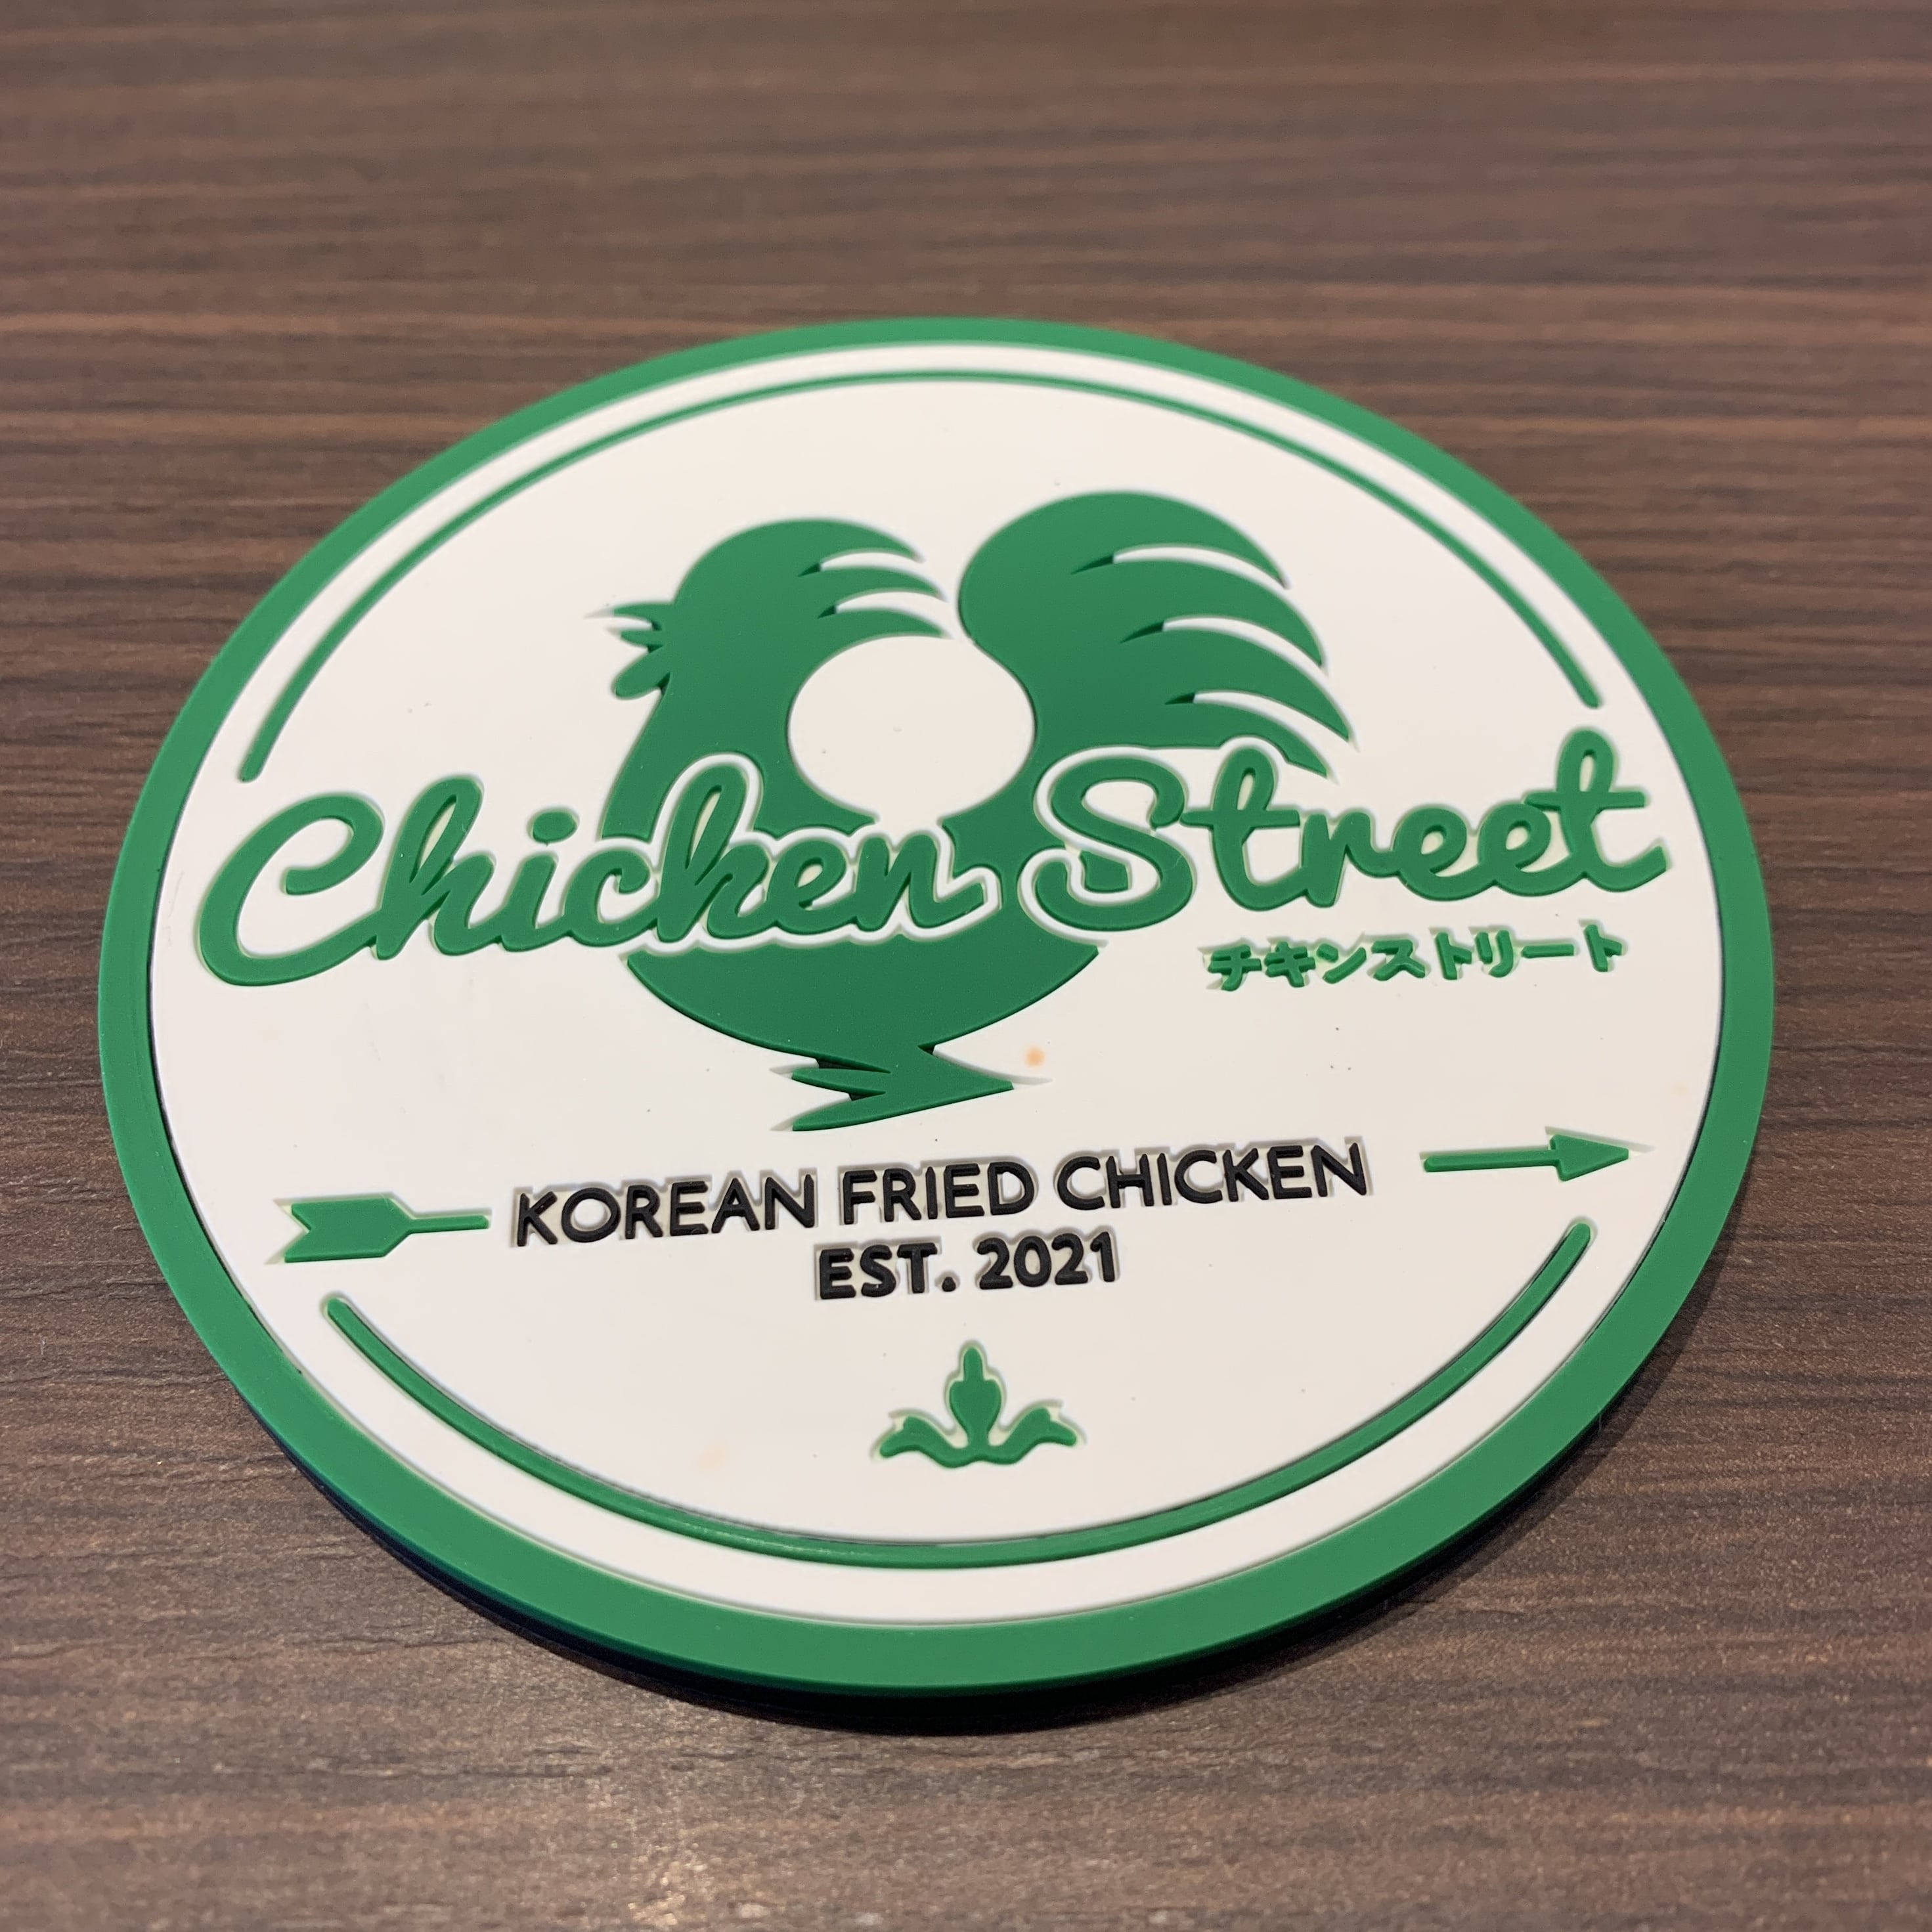 Chicken Street
チキンストリート
KOREAN FRIED CHICKEN
EST. 2021